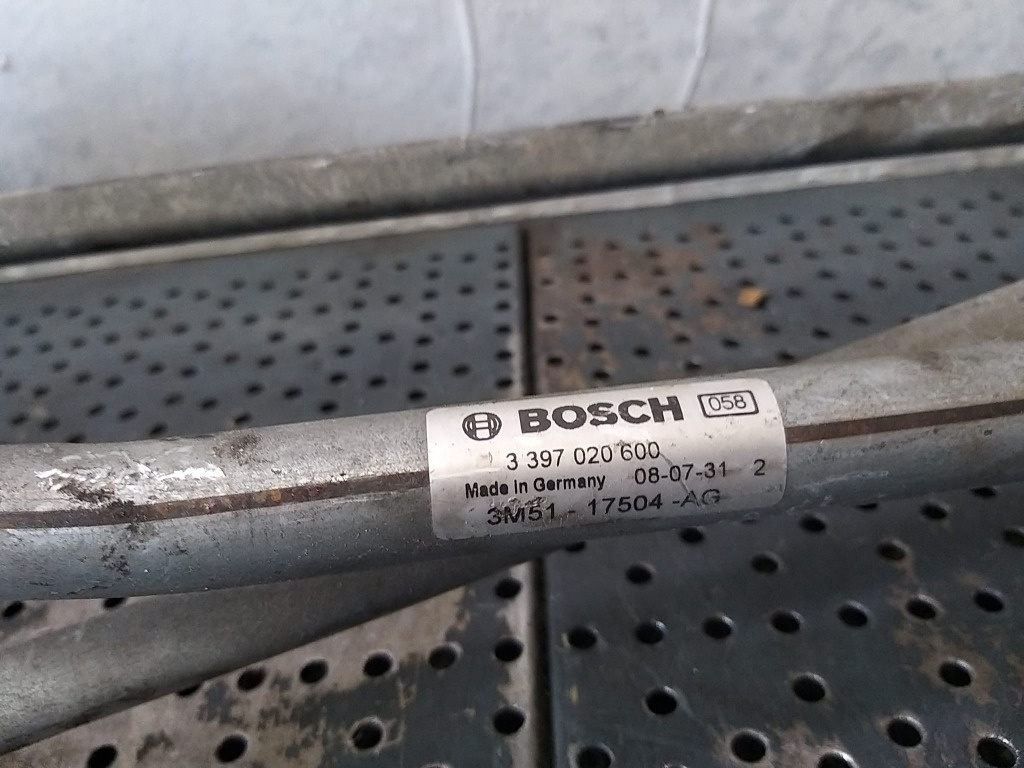 BOSCH 058
3 397 020 600
Made in Germany 08-07-31 2
3M51 - 17504 -AG